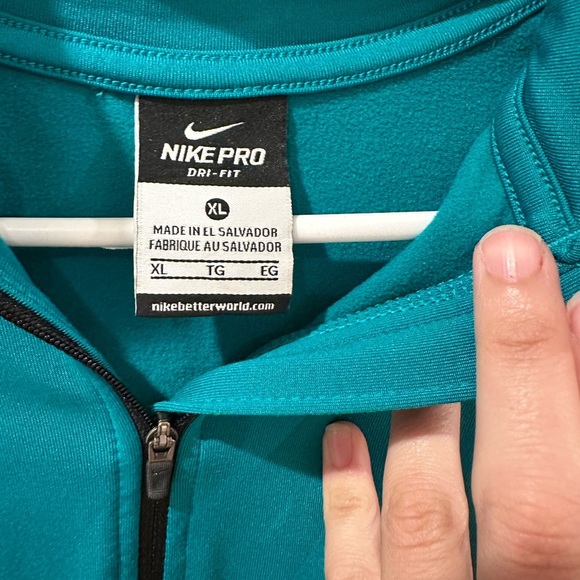 NIKE PRO
DRI-FIT
XL
MADE IN EL SALVADOR
FABRIQUE AU SALVADOR
XL TG EG
nikebetterworld.com